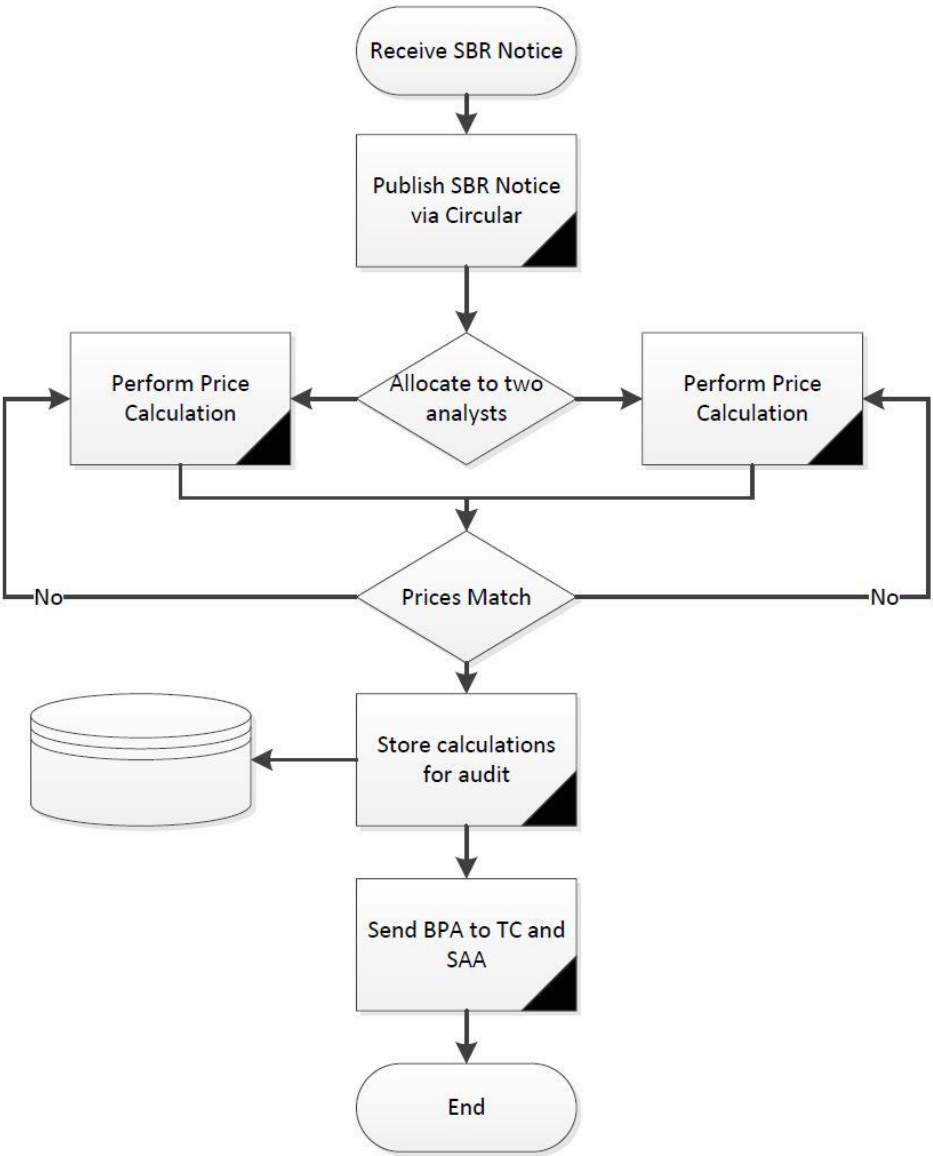 Receive SBR Notice
Publish SBR Notice
via Circular
Perform Price
Calculation
Allocate to two
analysts
Perform Price
Calculation
No
Prices Match
No
Store calculations
for audit
Send BPA to TC and
SAA
End